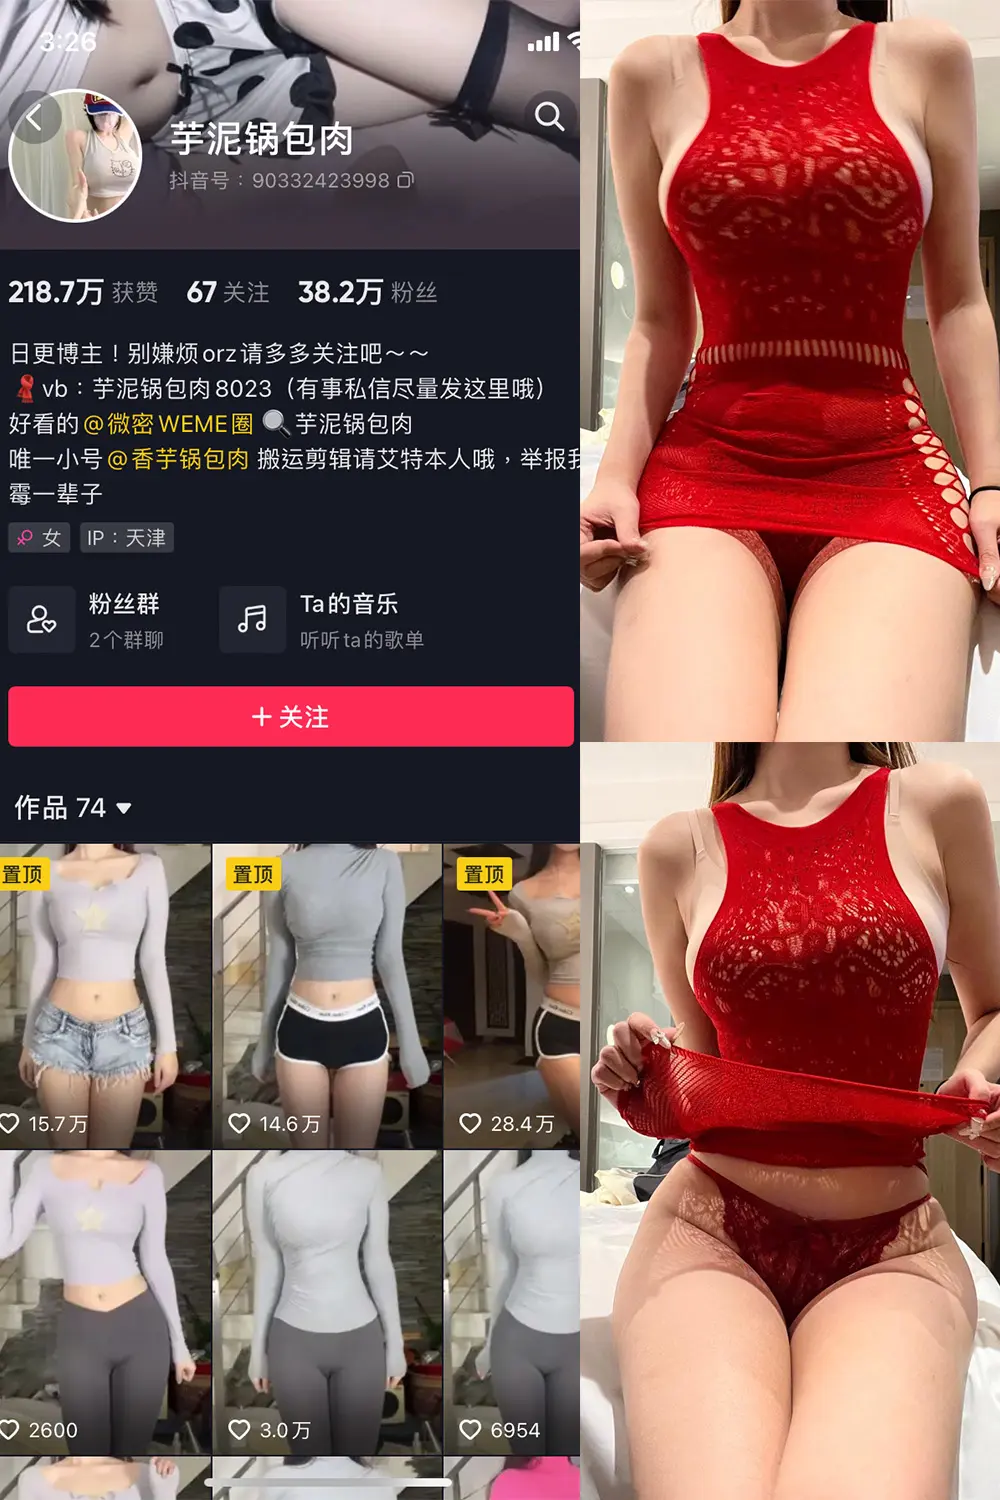 3:26
芋泥锅包肉
抖音号：90332423998
218.7万 获赞 67 关注 38.2万 粉丝
日更博主！别嫌烦orz请多多关注吧～～
vb：芋泥锅包肉8023（有事私信尽量发这里哦）
好看的@微密WEME圈 🔍芋泥锅包肉
唯一小号@香芋锅包肉 搬运剪辑请艾特本人哦，举报我
霉一辈子
女 IP：天津
粉丝群 Ta的音乐
2个群聊 听听ta的歌单
＋关注
作品 74
置顶 置顶 置顶
15.7万 14.6万 28.4万
2600 3.0万 6954